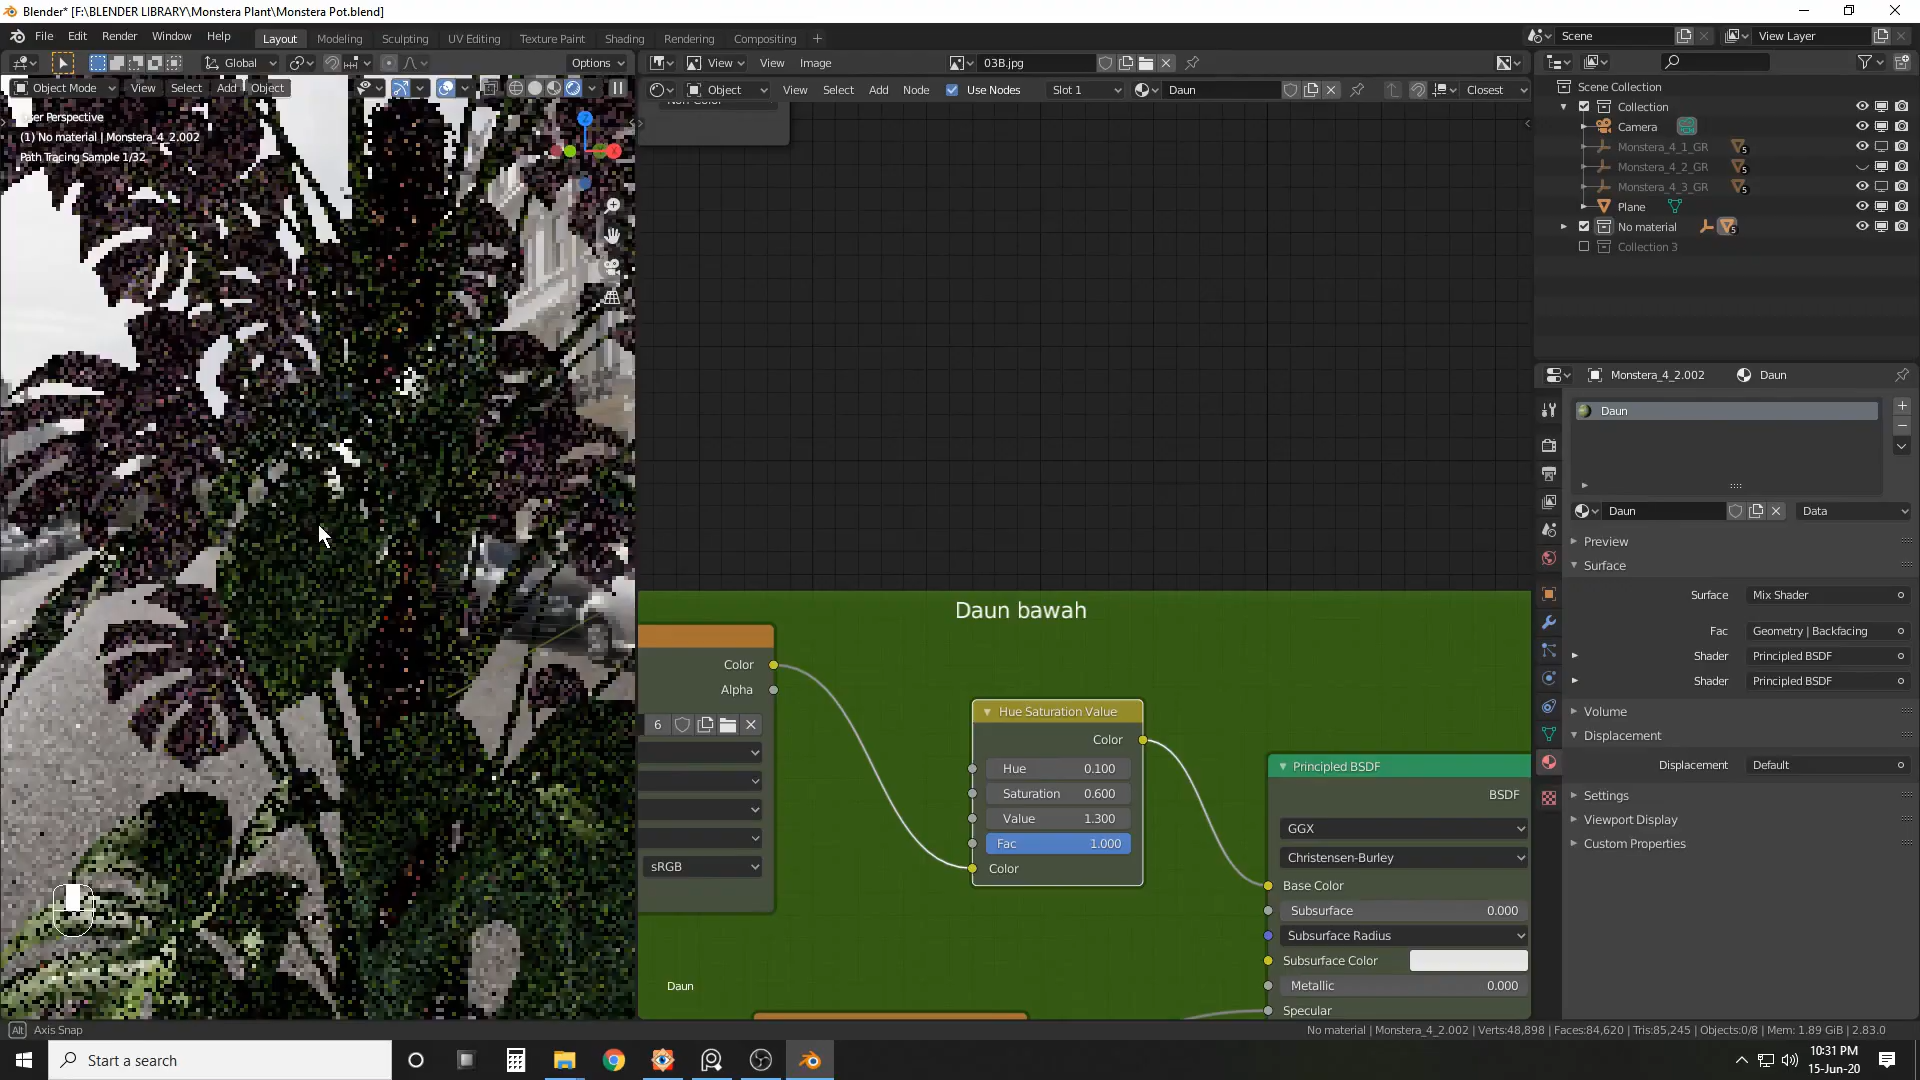 Blender* [F:\BLENDER LIBRARY\Monstera Plant\Monstera Pot.blend]
File Edit Render Window Help
Layout Modeling Sculpting UV Editing Texture Paint Shading Rendering Compositing
Scene View Layer
Global Options
View View Image 03B.jpg
Object Mode View Select Add Object
Object View Select Add Node Use Nodes Slot 1 Daun Closest
User Perspective
(1) No material | Monstera_4_2.002
Path Tracing Sample 1/32
Scene Collection
Collection
Camera
Monstera_4_1_GR 5
Monstera_4_2_GR 5
Monstera_4_3_GR 5
Plane
No material 5
Collection 3
Monstera_4_2.002 Daun
Daun
Daun Data
Preview
Surface
Surface Mix Shader
Fac Geometry | Backfacing
Shader Principled BSDF
Shader Principled BSDF
Volume
Displacement
Displacement Default
Settings
Viewport Display
Custom Properties
Daun bawah
Color
Alpha
6
sRGB
Hue Saturation Value
Color
Hue 0.100
Saturation 0.600
Value 1.300
Fac 1.000
Color
Principled BSDF
BSDF
GGX
Christensen-Burley
Base Color
Subsurface 0.000
Subsurface Radius
Subsurface Color
Metallic 0.000
Specular
Daun
Alt Axis Snap
No material | Monstera_4_2.002 | Verts:48,898 | Faces:84,620 | Tris:85,245 | Objects:0/8 | Mem: 1.89 GiB | 2.83.0
Start a search
10:31 PM
15-Jun-20